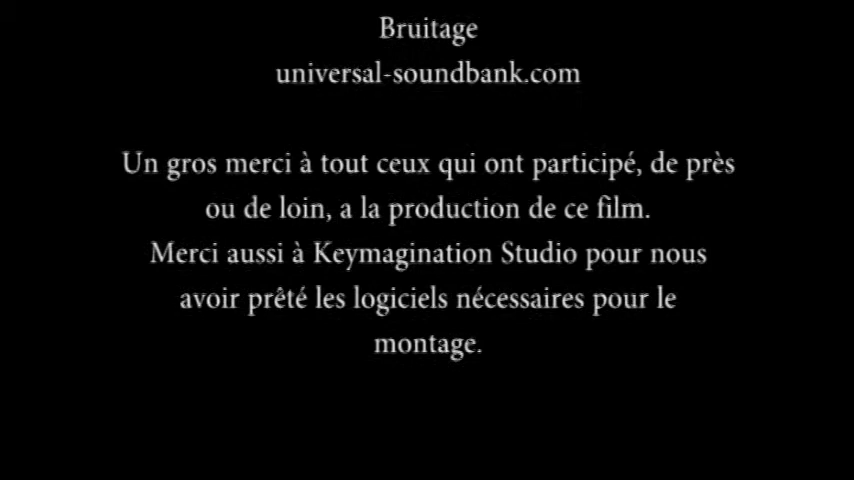 Bruitage
universal-soundbank.com
Un gros merci à tout ceux qui ont participé, de près
ou de loin, a la production de ce film.
Merci aussi à Keymagination Studio pour nous
avoir prêté les logiciels nécessaires pour le
montage.